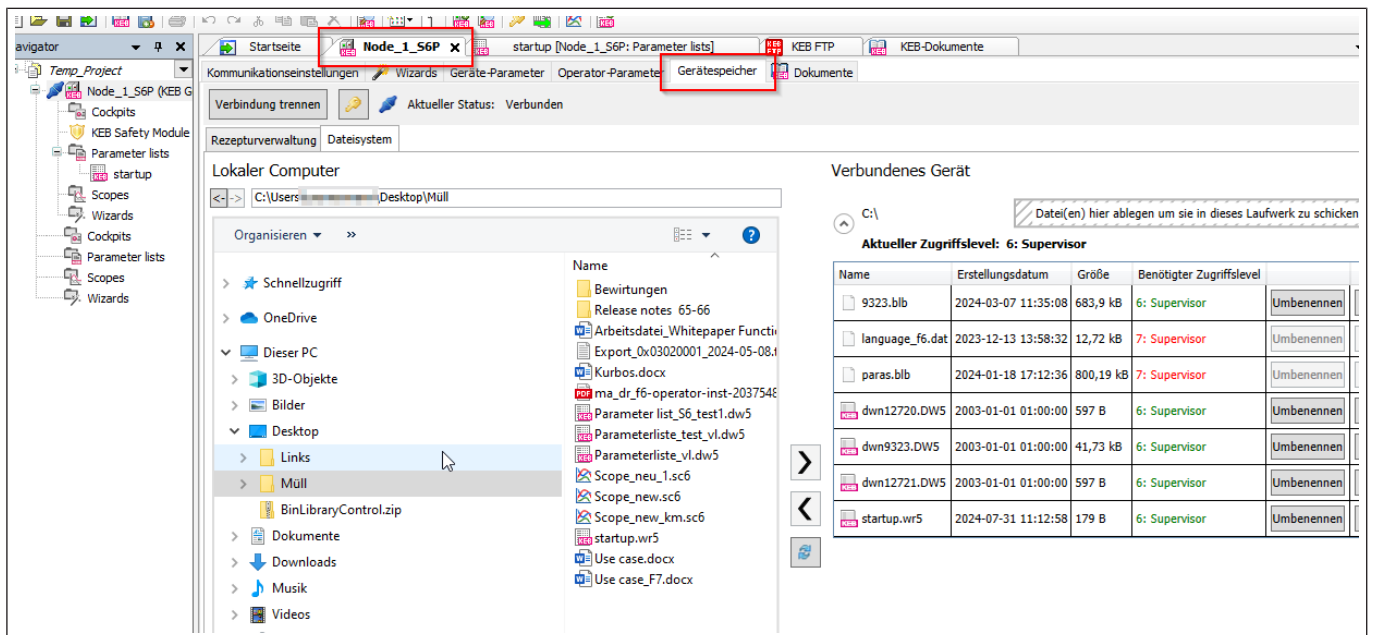 avigator
Startseite
Node_1_S6P
startup [Node_1_S6P: Parameter lists]
KEB FTP
KEB-Dokumente
Temp_Project
Node_1_S6P (KEB G
Cockpits
KEB Safety Module
Parameter lists
startup
Scopes
Wizards
Cockpits
Parameter lists
Scopes
Wizards
Kommunikationseinstellungen
Wizards
Geräte-Parameter
Operator-Parameter
Gerätespeicher
Dokumente
Verbindung trennen
Aktueller Status: Verbunden
Rezepturverwaltung
Dateisystem
Lokaler Computer
<-
->
C:\Users
\Desktop\Müll
Organisieren
»
Schnellzugriff
OneDrive
Dieser PC
3D-Objekte
Bilder
Desktop
Links
Müll
BinLibraryControl.zip
Dokumente
Downloads
Musik
Videos
Name
Bewirtungen
Release notes 65-66
Arbeitsdatei_Whitepaper Functi
Export_0x03020001_2024-05-08.t
Kurbos.docx
ma_dr_f6-operator-inst-2037548
Parameter list_S6_test1.dw5
Parameterliste_test_vl.dw5
Parameterliste_vl.dw5
Scope_neu_1.sc6
Scope_new.sc6
Scope_new_km.sc6
startup.wr5
Use case.docx
Use case_F7.docx
Verbundenes Gerät
C:\
Datei(en) hier ablegen um sie in dieses Laufwerk zu schicken
Aktueller Zugriffslevel: 6: Supervisor
Name Erstellungsdatum Größe Benötigter Zugriffslevel
9323.blb 2024-03-07 11:35:08 683,9 kB 6: Supervisor Umbenennen
language_f6.dat 2023-12-13 13:58:32 12,72 kB 7: Supervisor Umbenennen
paras.blb 2024-01-18 17:12:36 800,19 kB 7: Supervisor Umbenennen
dwn12720.DW5 2003-01-01 01:00:00 597 B 6: Supervisor Umbenennen
dwn9323.DW5 2003-01-01 01:00:00 41,73 kB 6: Supervisor Umbenennen
dwn12721.DW5 2003-01-01 01:00:00 597 B 6: Supervisor Umbenennen
startup.wr5 2024-07-31 11:12:58 179 B 6: Supervisor Umbenennen